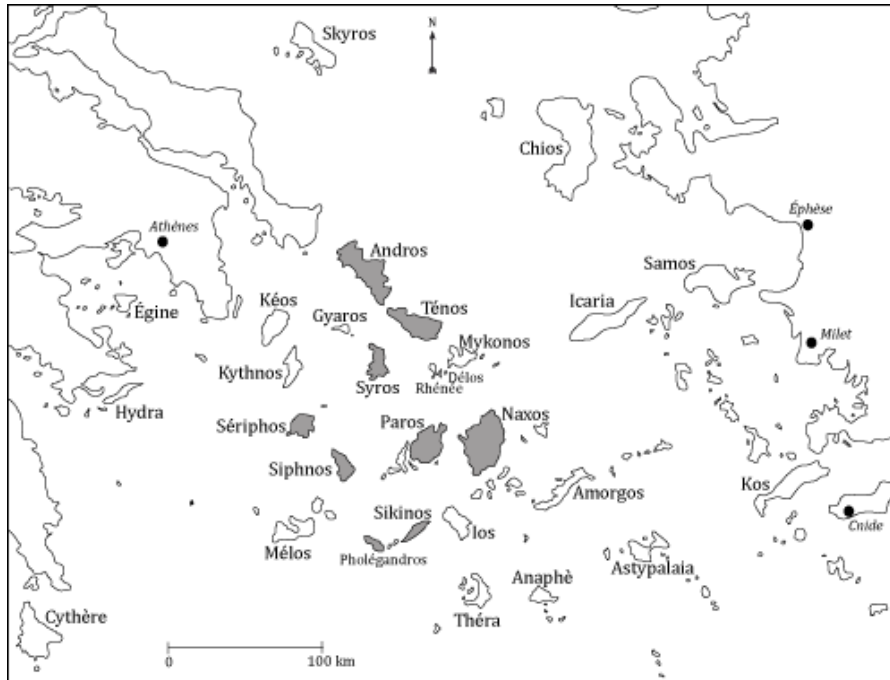 Skyros
N
Chios
Éphèse
Athènes
Andros
Samos
Égine
Kéos
Gyaros
Ténos
Icaria
Milet
Mykonos
Kythnos
Syros
Rhénée
Délos
Hydra
Sériphos
Paros
Naxos
Siphnos
Amorgos
Kos
Sikinos
Mélos
Ios
Cnide
Pholégandros
Astypalaia
Anaphè
Cythère
Théra
0
100 km